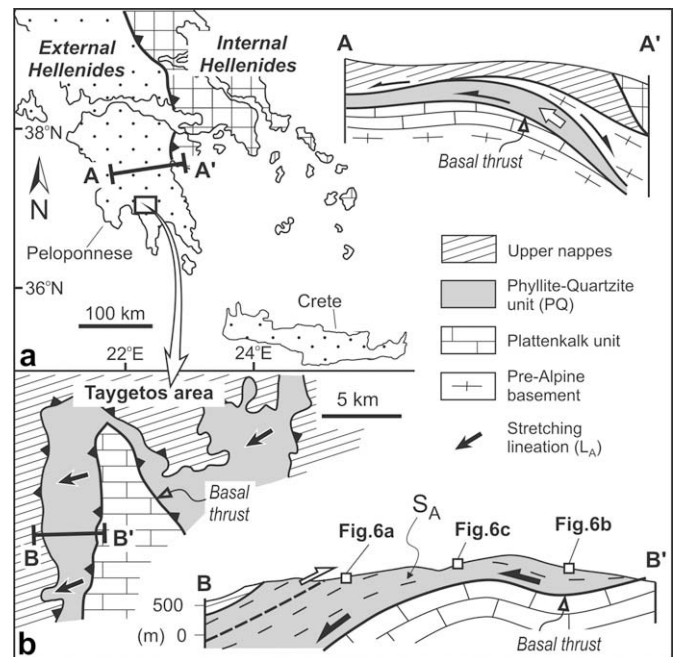 External
Hellenides
Internal
Hellenides
A
A'
Basal thrust
38°N
A
A'
N
Peloponnese
36°N
100 km
Crete
a
22°E
24°E
Upper nappes
Phyllite-Quartzite
unit (PQ)
Plattenkalk unit
Pre-Alpine
basement
Stretching
lineation (LA)
Taygetos area
5 km
Basal
thrust
B
B'
b
SA
Fig.6a
Fig.6c
Fig.6b
B
B'
500
(m)
0
Basal thrust